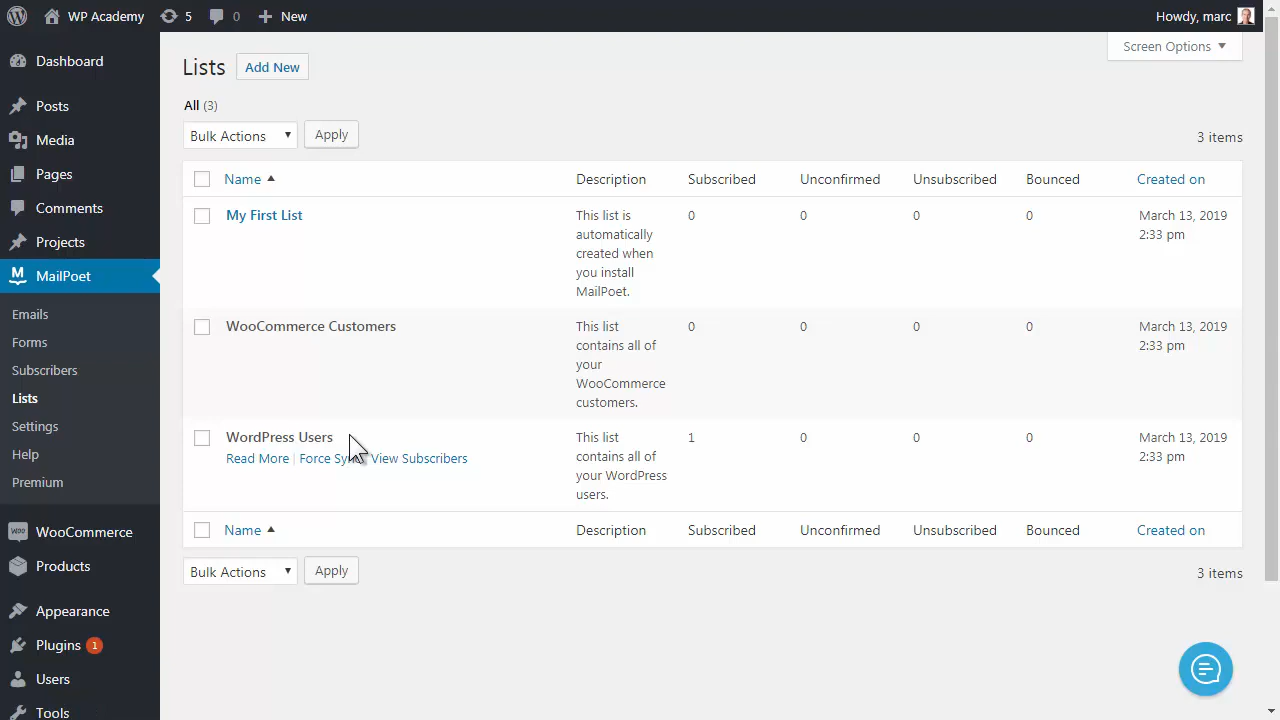 WP Academy 5 0 New Howdy, marc
Dashboard
Posts
Media
Pages
Comments
Projects
MailPoet
Emails
Forms
Subscribers
Lists
Settings
Help
Premium
WooCommerce
Products
Appearance
Plugins 1
Users
Tools
Screen Options
Lists Add New
All (3)
Bulk Actions Apply 3 items
Name Description Subscribed Unconfirmed Unsubscribed Bounced Created on
My First List This list is 0 0 0 0 March 13, 2019
automatically 2:33 pm
created when
you install
MailPoet.
WooCommerce Customers This list 0 0 0 0 March 13, 2019
contains all of 2:33 pm
your
WooCommerce
customers.
WordPress Users This list 1 0 0 0 March 13, 2019
Read More | Force View Subscribers contains all of 2:33 pm
your WordPress
users.
Name Description Subscribed Unconfirmed Unsubscribed Bounced Created on
Bulk Actions Apply 3 items